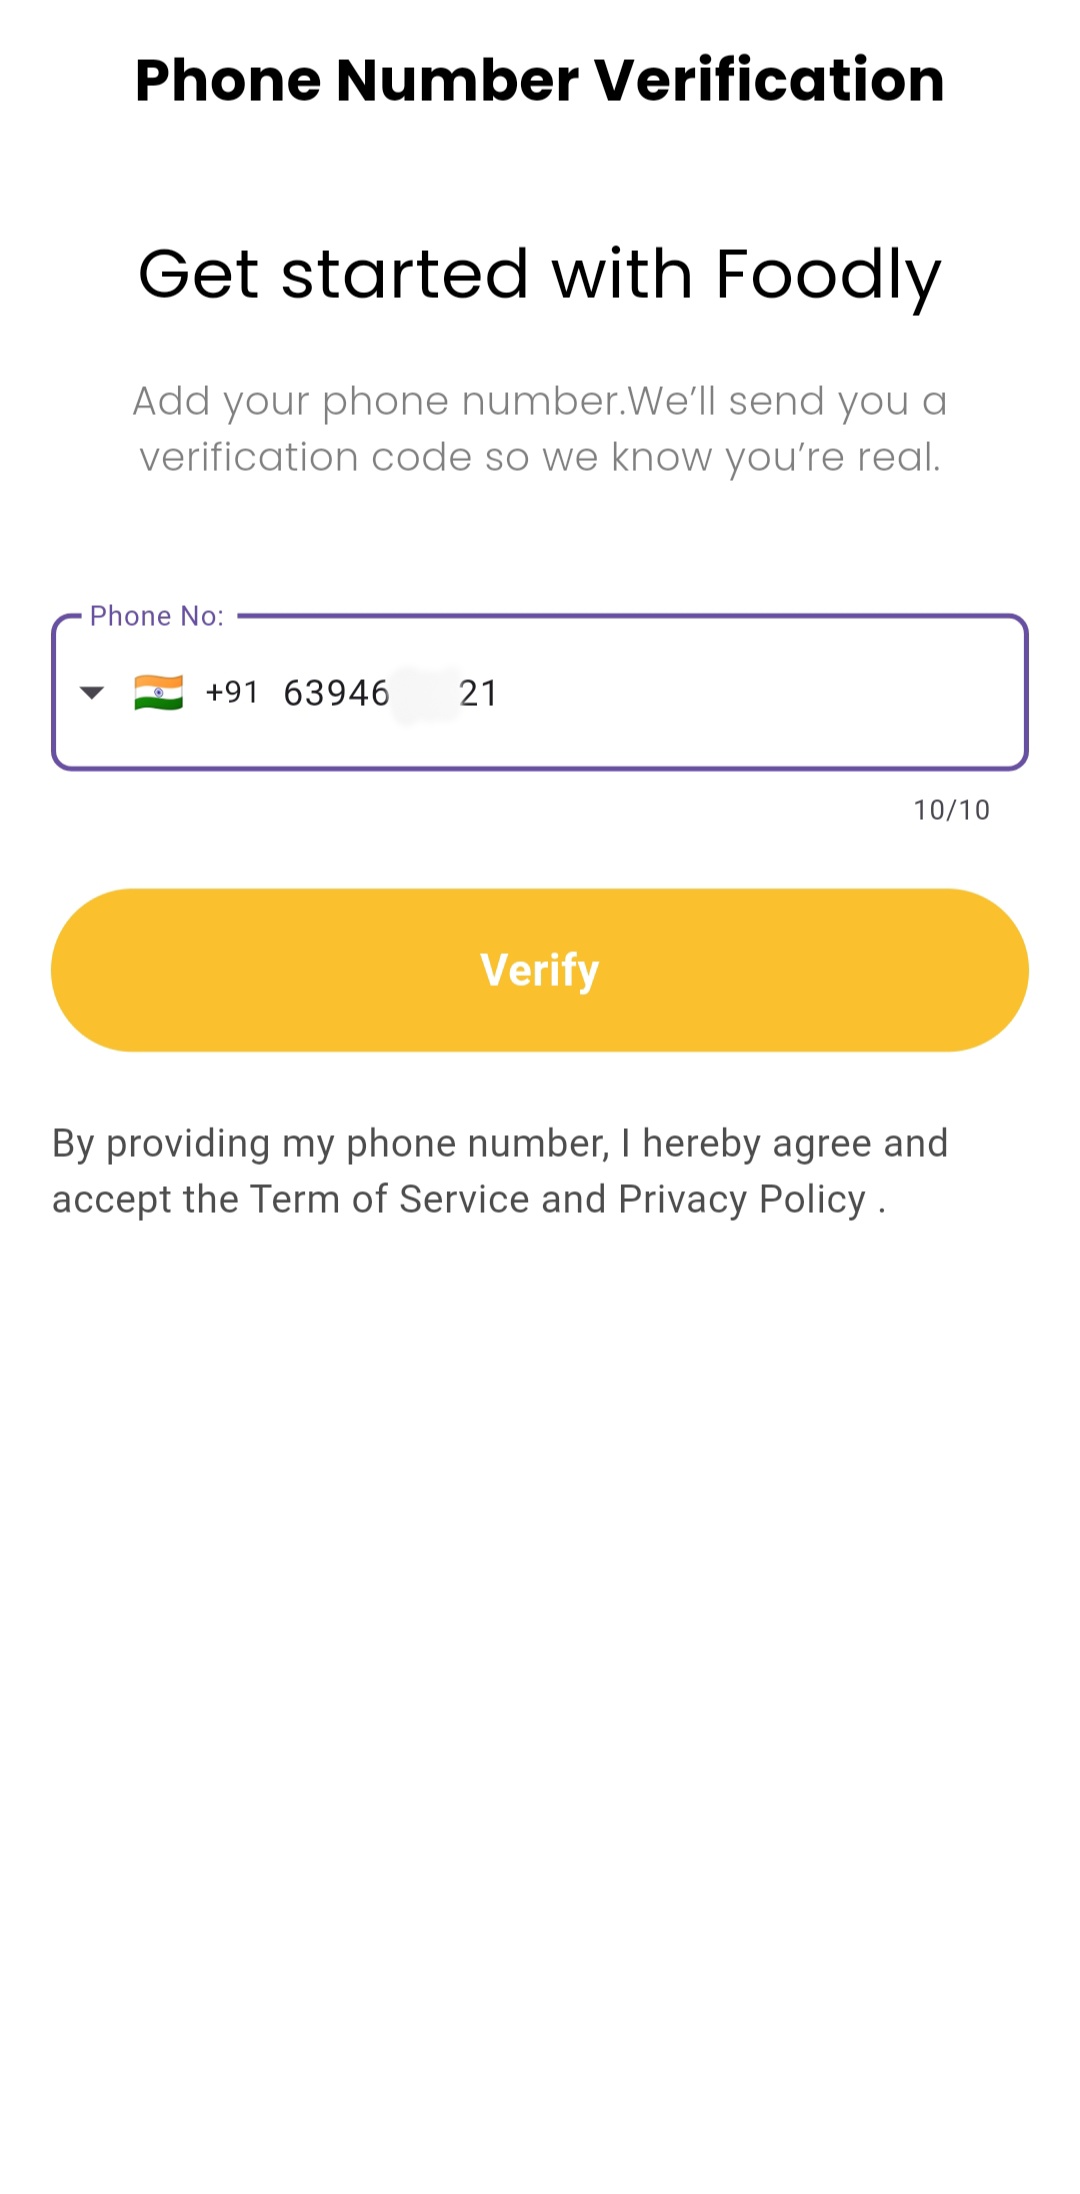 Phone Number Verification
Get started with Foodly
Add your phone number.We’ll send you a
verification code so we know you’re real.
Phone No:
+91 63946 21
10/10
Verify
By providing my phone number, I hereby agree and
accept the Term of Service and Privacy Policy .